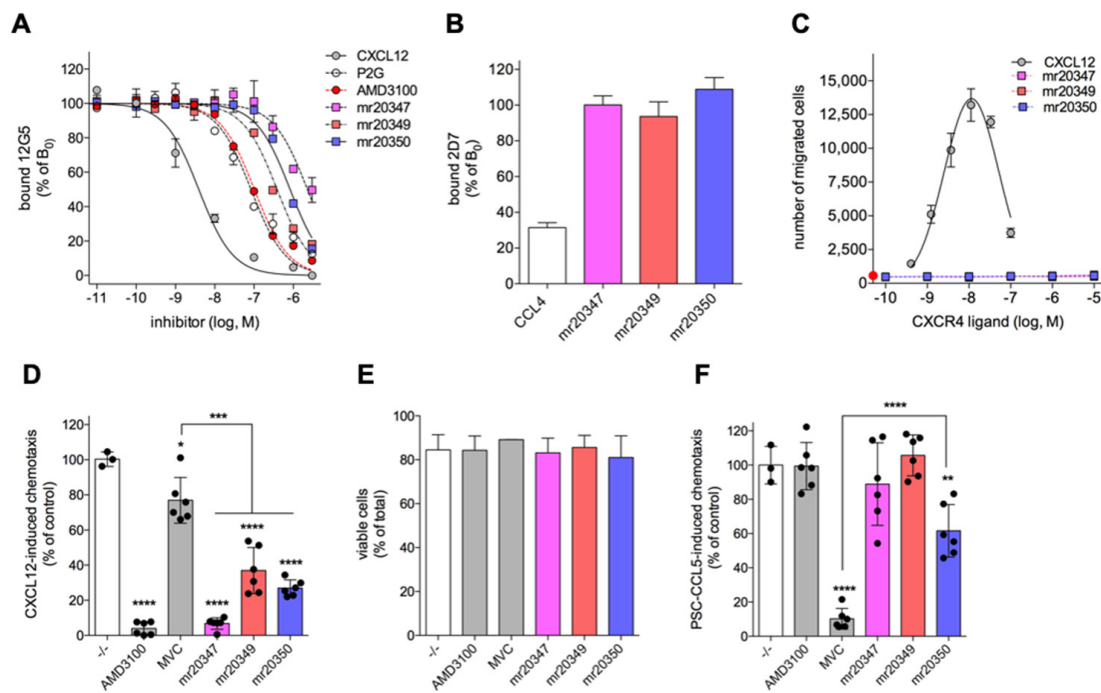 A
120
100
80
60
40
20
0
bound 12G5
(% of B0)
-11
-10
-9
-8
-7
-6
inhibitor (log, M)
CXCL12
P2G
AMD3100
mr20347
mr20349
mr20350
B
120
100
80
60
40
20
0
bound 2D7
(% of B0)
CCL4
mr20347
mr20349
mr20350
C
15,000
12,500
10,000
7,500
5,000
2,500
0
number of migrated cells
-10
-9
-8
-7
-6
-5
CXCR4 ligand (log, M)
CXCL12
mr20347
mr20349
mr20350
D
120
100
80
60
40
20
0
CXCL12-induced chemotaxis
(% of control)
****
*
***
****
****
****
-/-
AMD3100
MVC
mr20347
mr20349
mr20350
E
100
80
60
40
20
0
viable cells
(% of total)
-/-
AMD3100
MVC
mr20347
mr20349
mr20350
F
120
100
80
60
40
20
0
PSC-CCL5-induced chemotaxis
(% of control)
****
****
**
-/-
AMD3100
MVC
mr20347
mr20349
mr20350